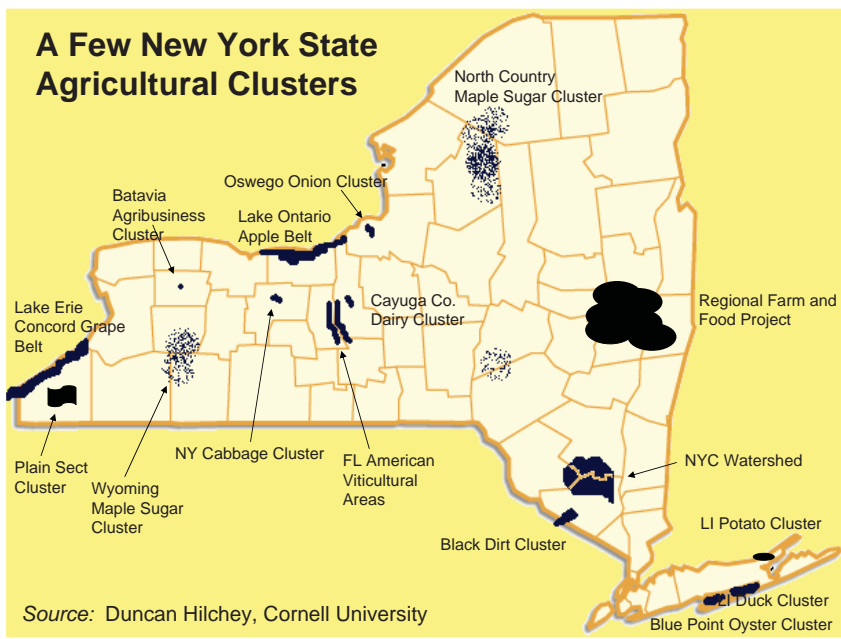 A Few New York State
Agricultural Clusters
North Country
Maple Sugar Cluster
Oswego Onion Cluster
Batavia
Agribusiness
Cluster
Lake Ontario
Apple Belt
Lake Erie
Concord Grape
Belt
Cayuga Co.
Dairy Cluster
Regional Farm and
Food Project
Plain Sect
Cluster
Wyoming
Maple Sugar
Cluster
NY Cabbage Cluster
FL American
Viticultural
Areas
NYC Watershed
Black Dirt Cluster
LI Potato Cluster
LI Duck Cluster
Blue Point Oyster Cluster
Source: Duncan Hilchey, Cornell University